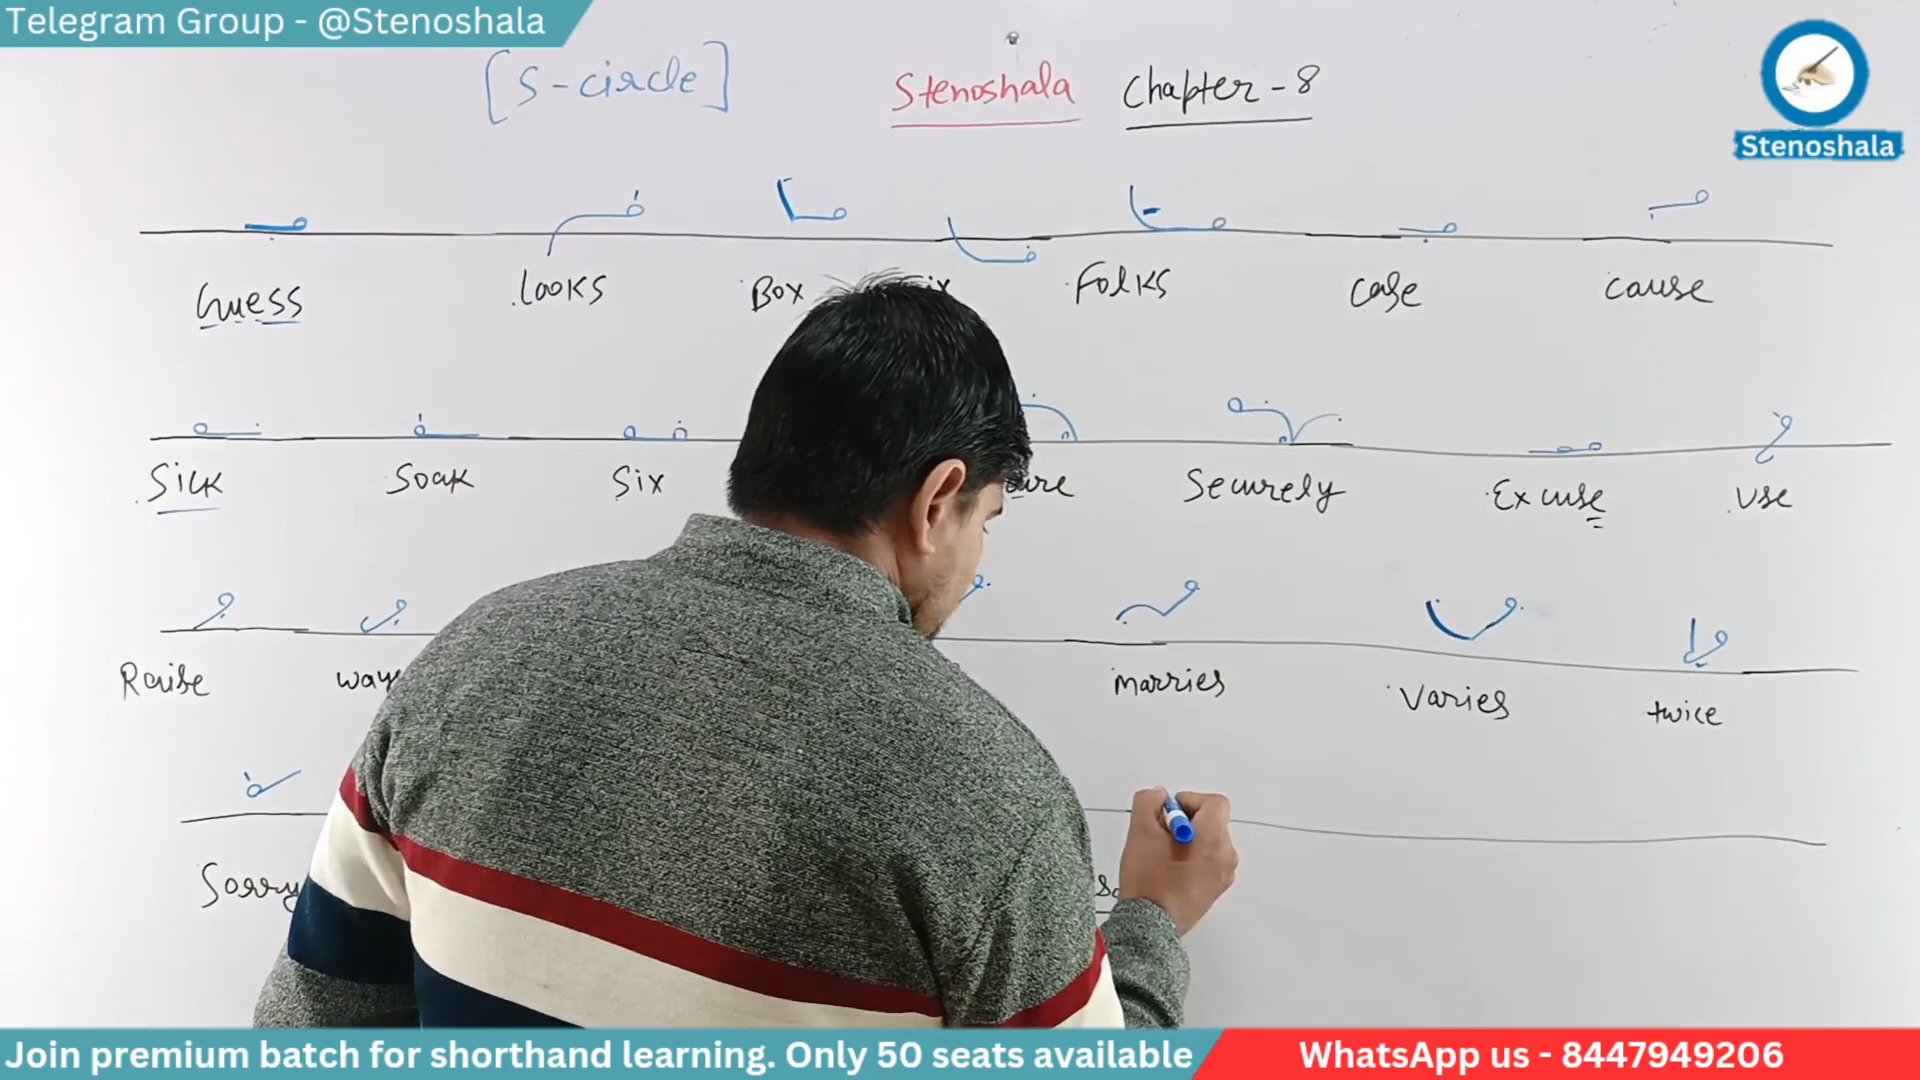 Telegram Group - @Stenoshala
[S-circle] Stenoshala Chapter-8
Stenoshala
Guess Looks Box Folks case cause
Sick Soak Six Securely Excuse Use
Raise marries Varies twice
Sorry
Join premium batch for shorthand learning. Only 50 seats available
WhatsApp us - 8447949206